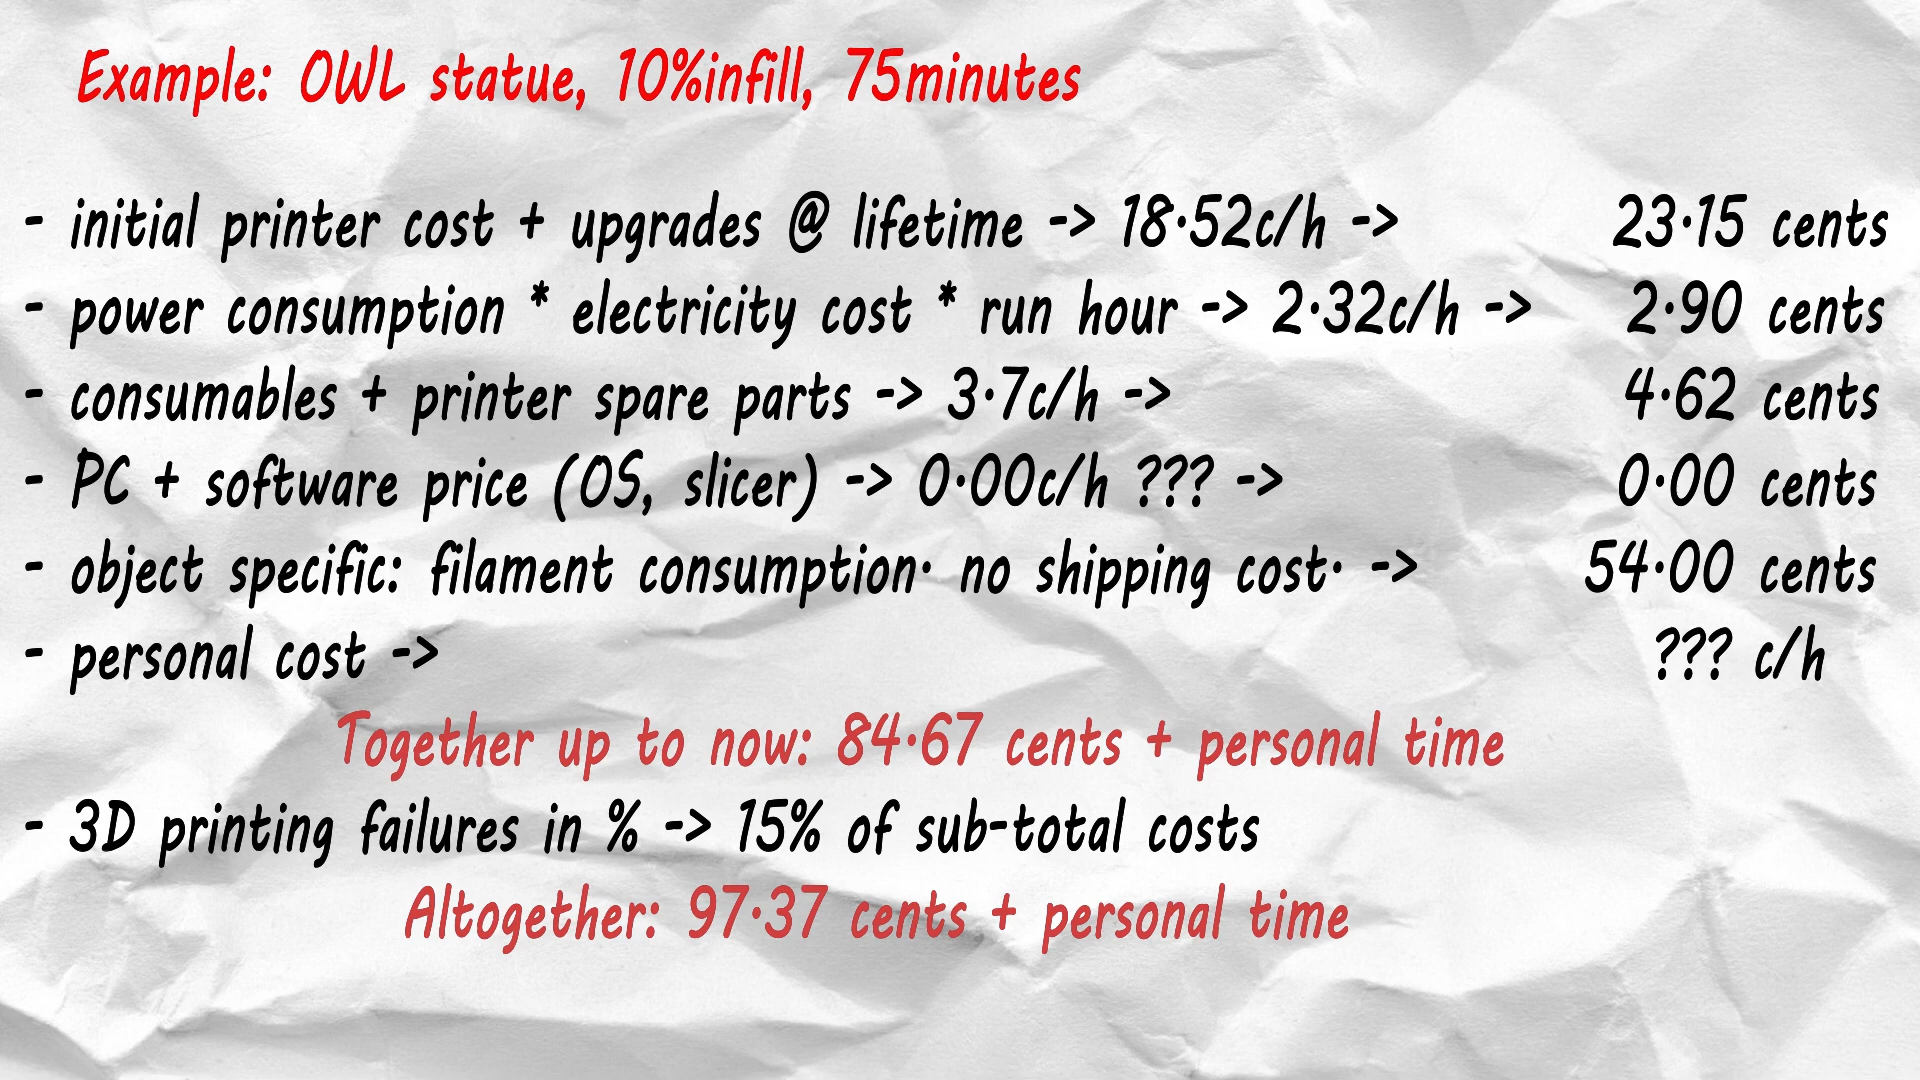 Example: OWL statue, 10%infill, 75minutes
- initial printer cost + upgrades @ lifetime -> 18·52c/h -> 23·15 cents
- power consumption * electricity cost * run hour -> 2·32c/h -> 2·90 cents
- consumables + printer spare parts -> 3·7c/h -> 4·62 cents
- PC + software price (OS, slicer) -> 0·00c/h ??? -> 0·00 cents
- object specific: filament consumption· no shipping cost· -> 54·00 cents
- personal cost -> ??? c/h
Together up to now: 84·67 cents + personal time
- 3D printing failures in % -> 15% of sub-total costs
Altogether: 97·37 cents + personal time